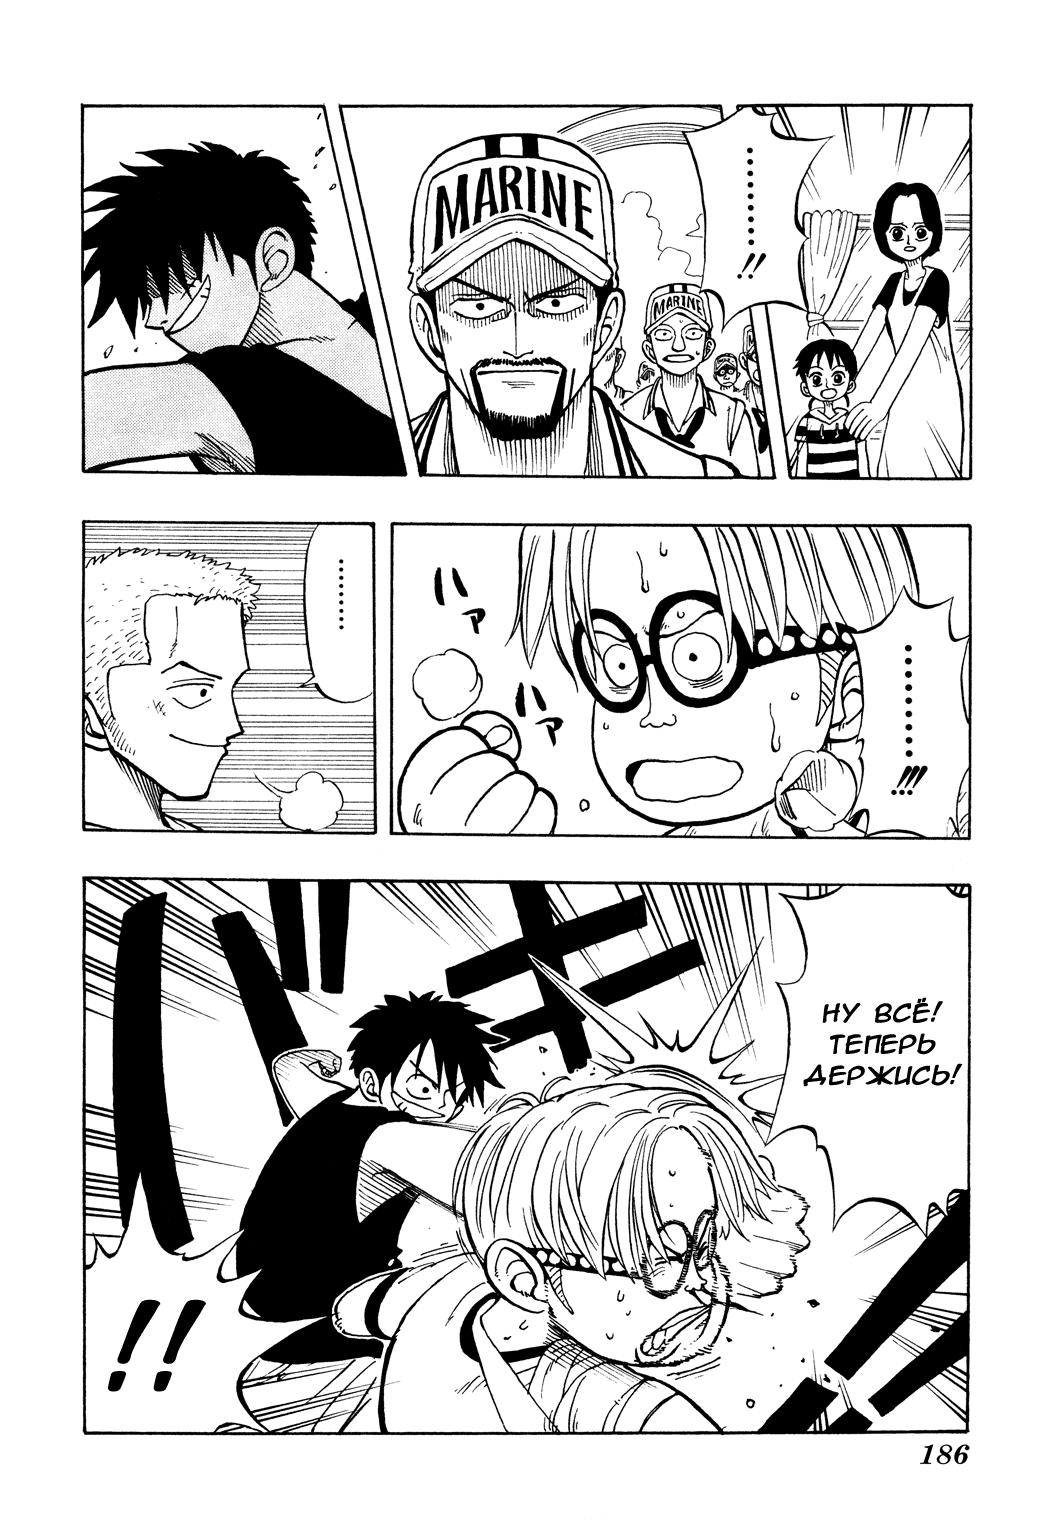 MARINE
MARINE
.......!!
ハァ
ハァ
........
........!!!
НУ ВСЁ!
ТЕПЕРЬ
ДЕРЖИСЬ!
!!
186